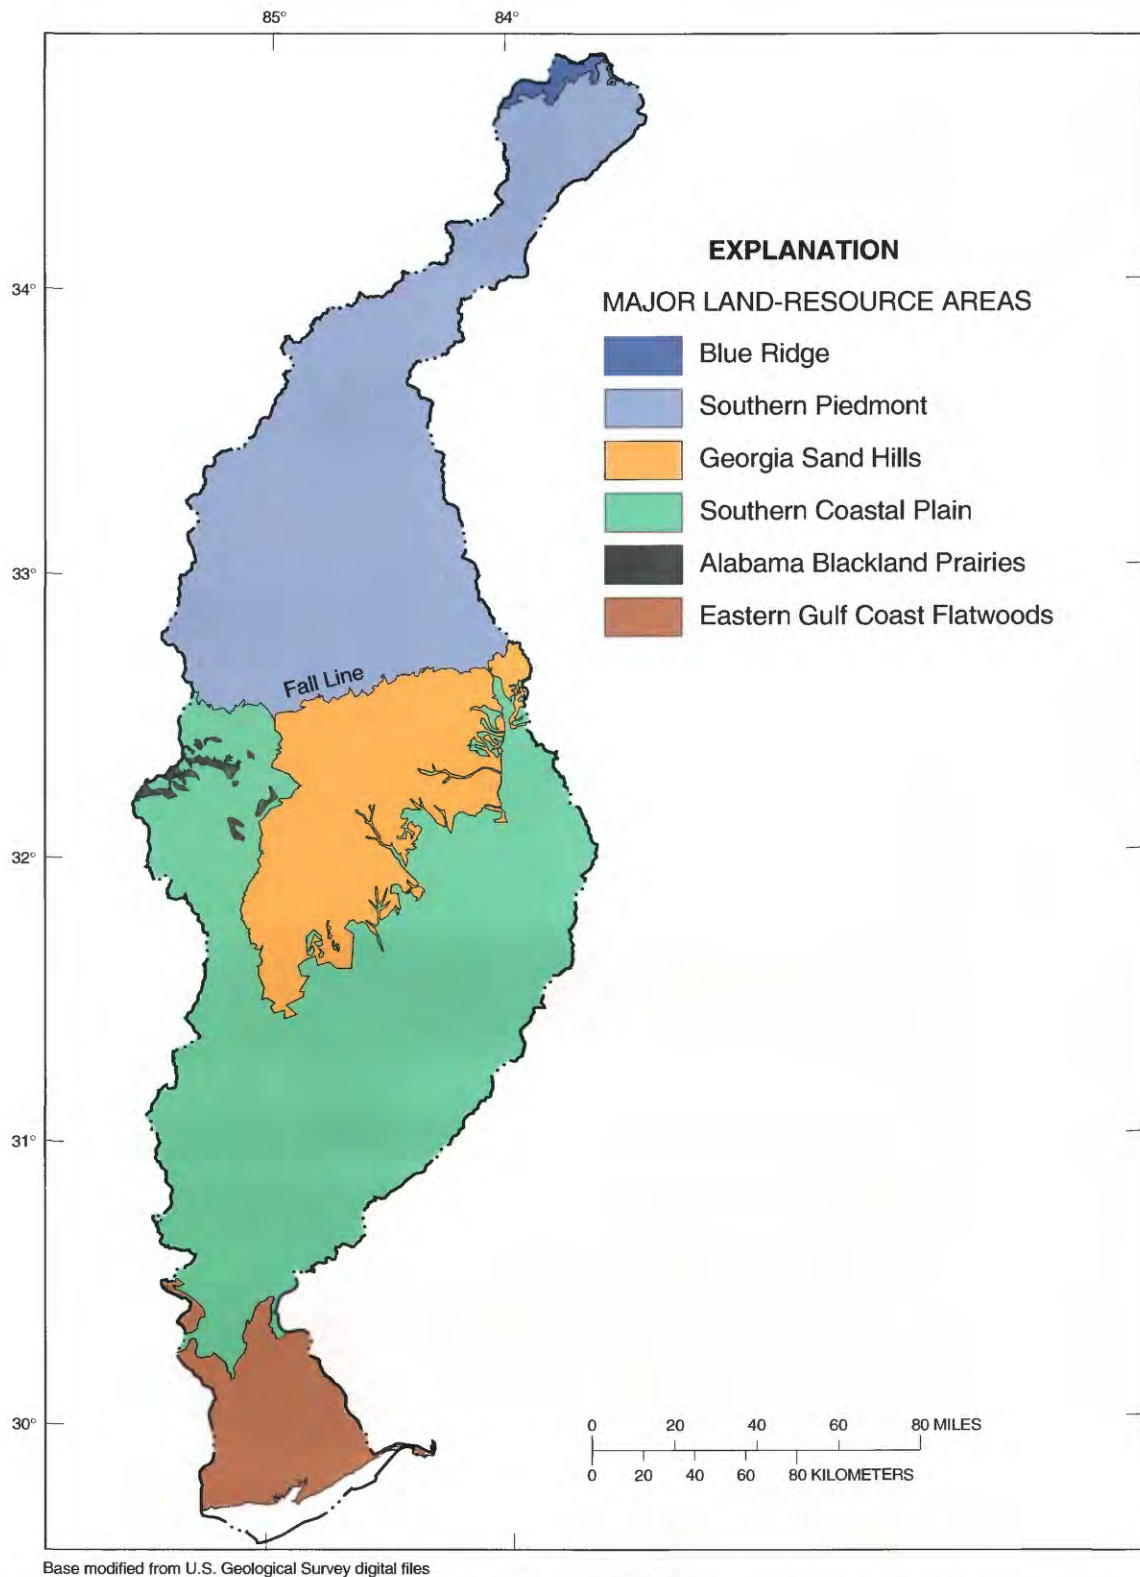 85° 84°
34°
33°
32°
31°
30°
EXPLANATION
MAJOR LAND-RESOURCE AREAS
Blue Ridge
Southern Piedmont
Georgia Sand Hills
Southern Coastal Plain
Alabama Blackland Prairies
Eastern Gulf Coast Flatwoods
Fall Line
0 20 40 60 80 MILES
0 20 40 60 80 KILOMETERS
Base modified from U.S. Geological Survey digital files